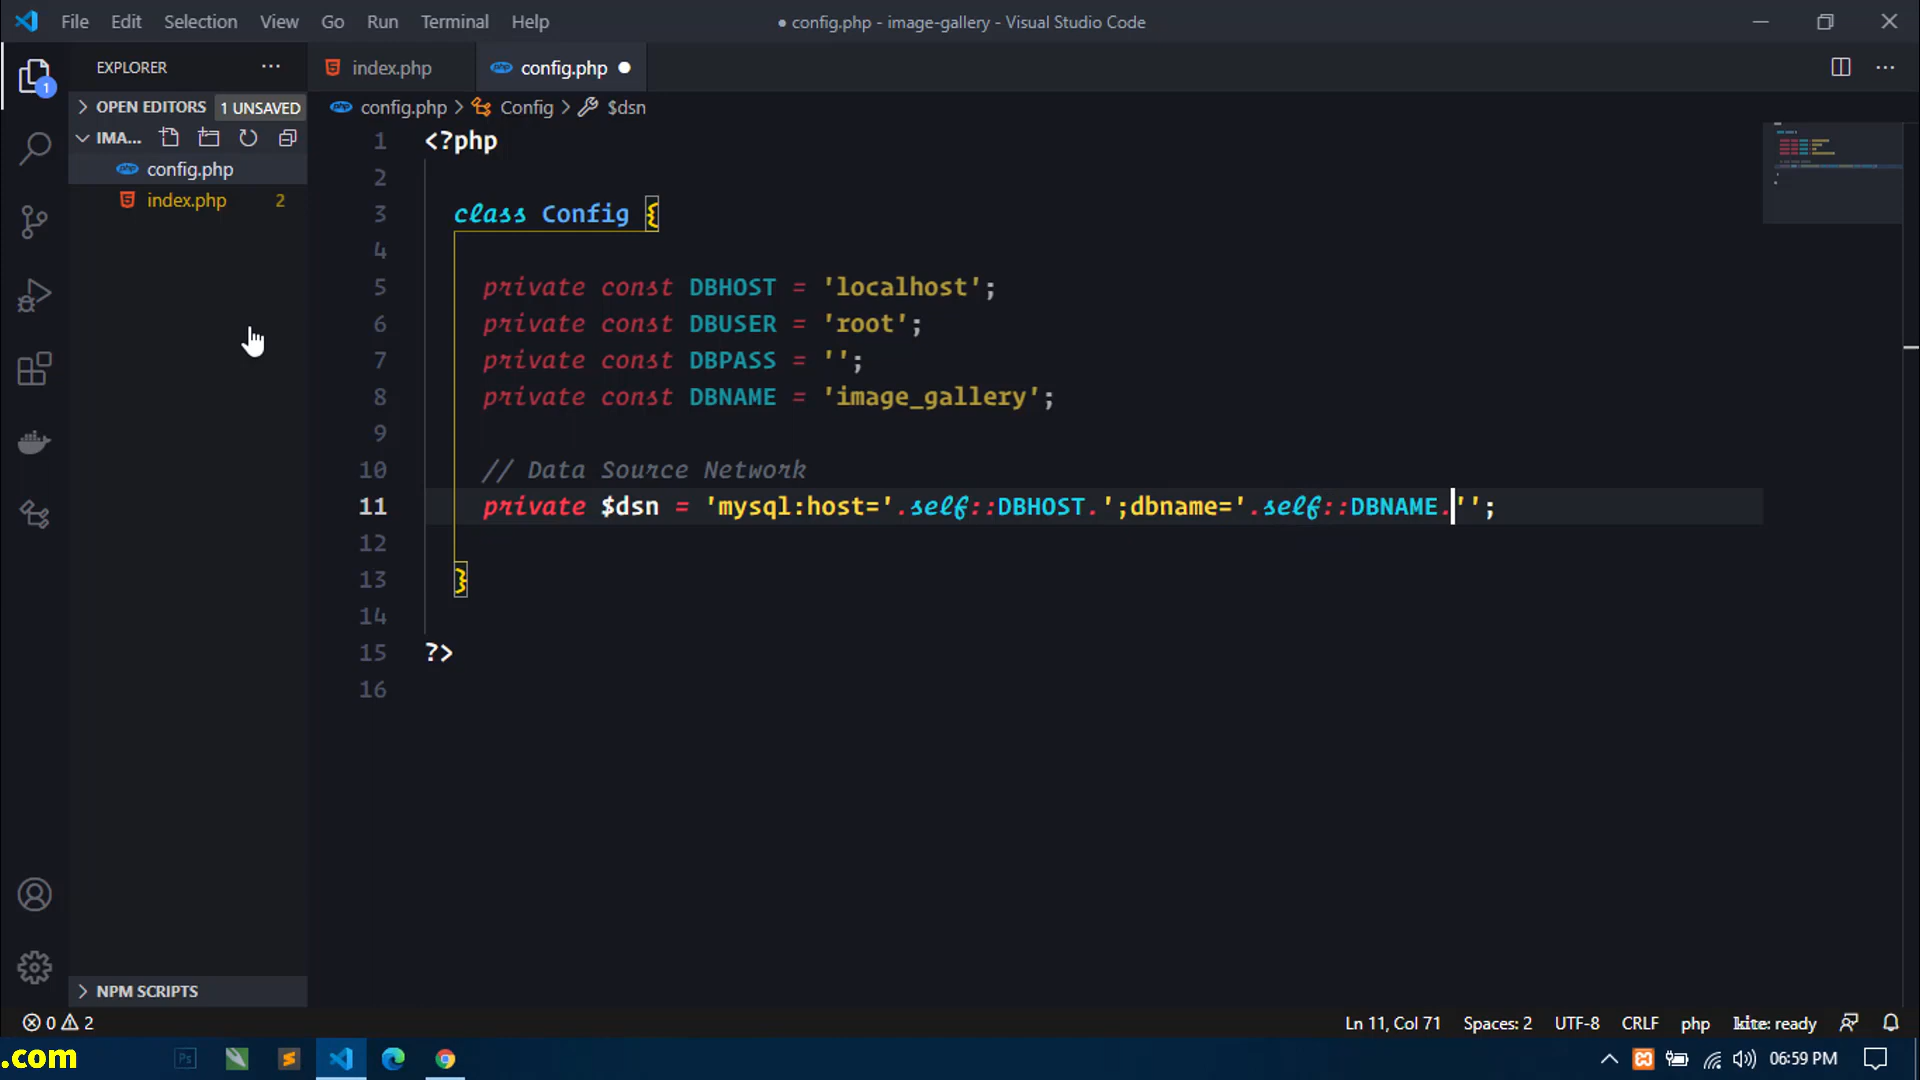 File Edit Selection View Go Run Terminal Help
● config.php - image-gallery - Visual Studio Code
EXPLORER
OPEN EDITORS 1 UNSAVED
IMA...
config.php
index.php 2
NPM SCRIPTS
index.php config.php
config.php > Config > $dsn
1 <?php
2
3 class Config {
4
5 private const DBHOST = 'localhost';
6 private const DBUSER = 'root';
7 private const DBPASS = '';
8 private const DBNAME = 'image_gallery';
9
10 // Data Source Network
11 private $dsn = 'mysql:host='.self::DBHOST.';dbname='.self::DBNAME.'';
12
13 }
14
15 ?>
16
0 2
Ln 11, Col 71 Spaces: 2 UTF-8 CRLF php kite: ready
.com
Ps
06:59 PM